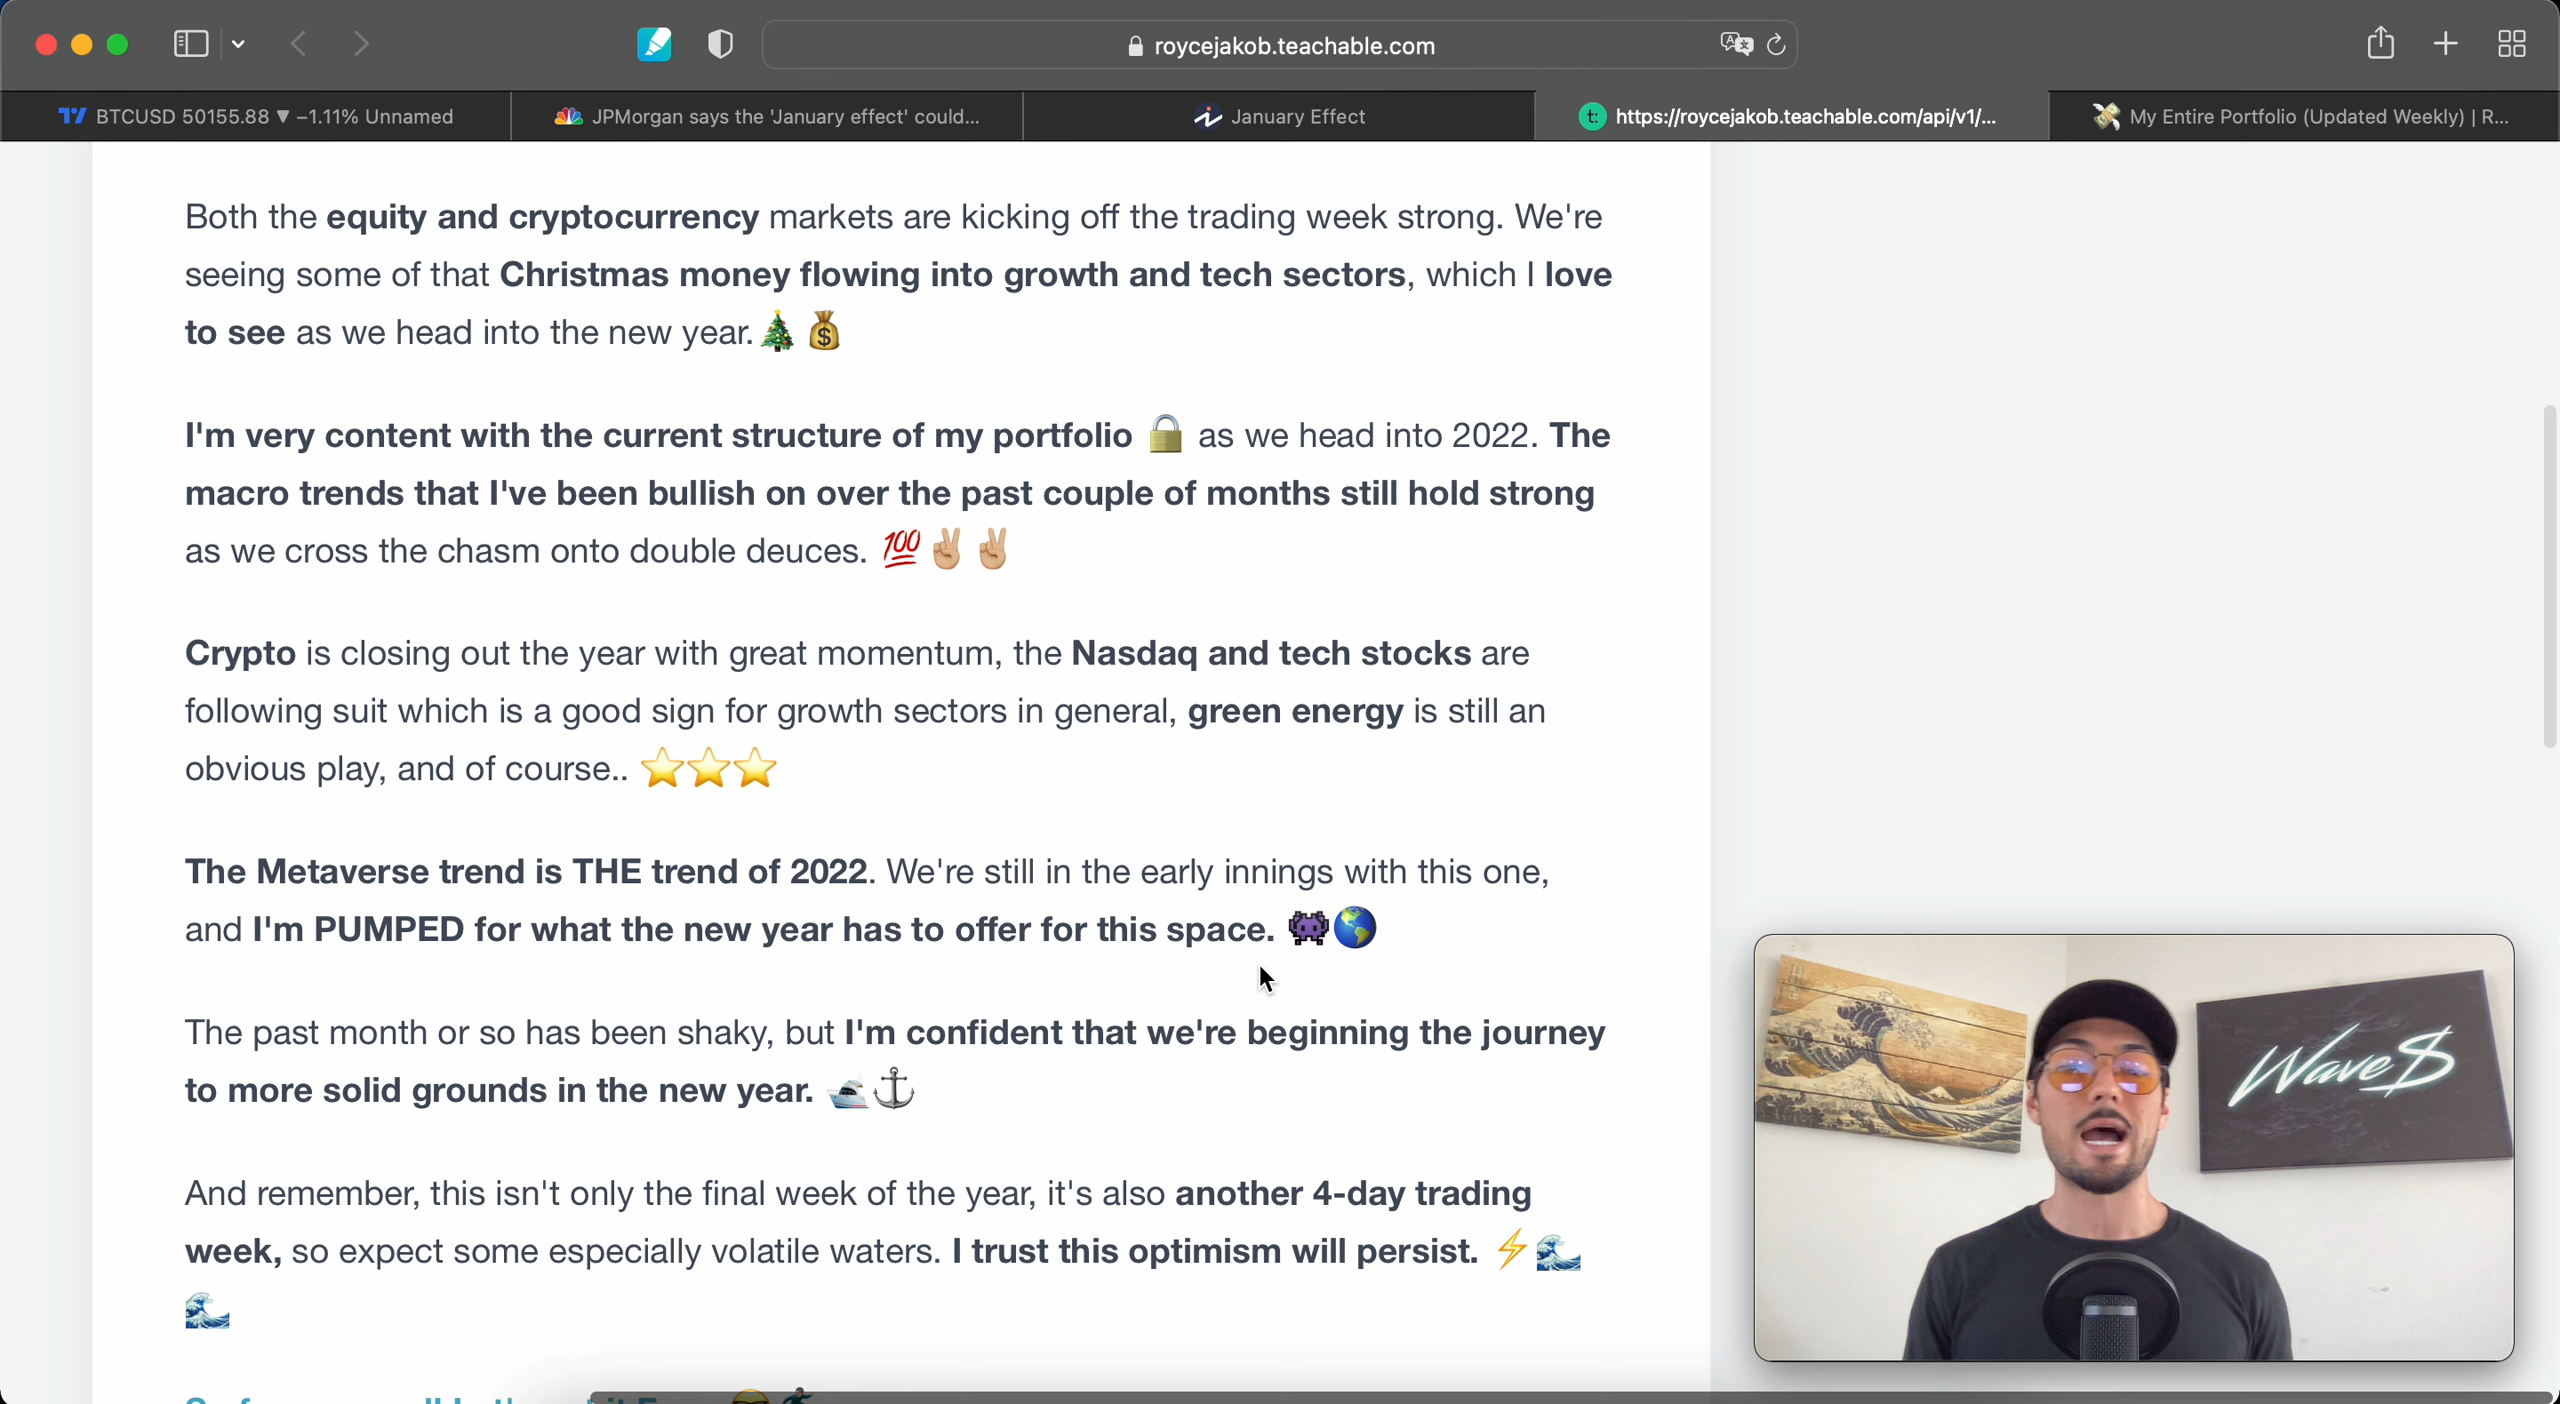 roycejakob.teachable.com
BTCUSD 50155.88 ▼ −1.11% Unnamed
JPMorgan says the 'January effect' could...
January Effect
t: https://roycejakob.teachable.com/api/v1/...
My Entire Portfolio (Updated Weekly) | R...
Both the equity and cryptocurrency markets are kicking off the trading week strong. We're
seeing some of that Christmas money flowing into growth and tech sectors, which I love
to see as we head into the new year.🎄💰
I'm very content with the current structure of my portfolio 🔒 as we head into 2022. The
macro trends that I've been bullish on over the past couple of months still hold strong
as we cross the chasm onto double deuces. 💯✌🏼✌🏼
Crypto is closing out the year with great momentum, the Nasdaq and tech stocks are
following suit which is a good sign for growth sectors in general, green energy is still an
obvious play, and of course.. ⭐⭐⭐
The Metaverse trend is THE trend of 2022. We're still in the early innings with this one,
and I'm PUMPED for what the new year has to offer for this space. 👾🌎
The past month or so has been shaky, but I'm confident that we're beginning the journey
to more solid grounds in the new year. 🛥⚓
And remember, this isn't only the final week of the year, it's also another 4-day trading
week, so expect some especially volatile waters. I trust this optimism will persist. ⚡🌊
🌊
Wave$